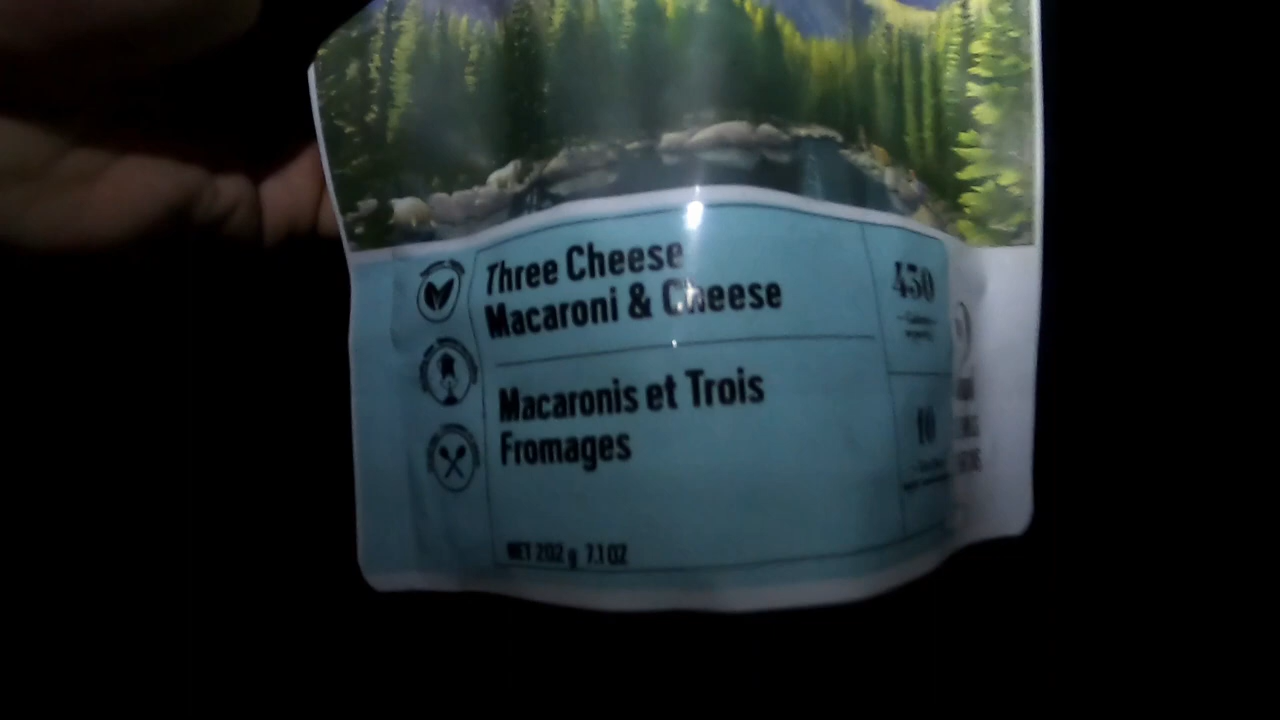 Three Cheese
Macaroni & Cheese
450
Macaronis et Trois
Fromages
10
NET 202 g 7.1 OZ